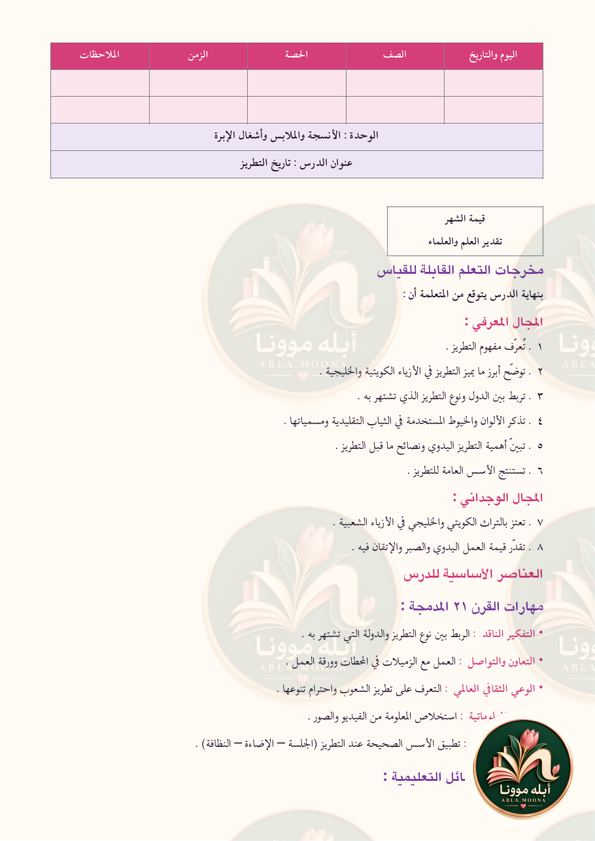 اليوم والتاريخ الصف الحصة الزمن الملاحظات
الوحدة : الأنسجة والملابس وأشغال الإبرة
عنوان الدرس : تاريخ التطريز
قيمة الشهر
تقدير العلم والعلماء
مخرجات التعلم القابلة للقياس
بنهاية الدرس يتوقع من المتعلمة أن :
المجال المعرفي :
١ . تُعرّف مفهوم التطريز .
٢ . توضّح أبرز ما يميز التطريز في الأزياء الكويتية والخليجية .
٣ . تربط بين الدول ونوع التطريز الذي تشتهر به .
٤ . تذكر الألوان والخيوط المستخدمة في الثياب التقليدية ومسمياتها .
٥ . تبينّ أهمية التطريز اليدوي ونصائح ما قبل التطريز .
٦ . تستنتج الأسس العامة للتطريز .
المجال الوجداني :
٧ . تعتز بالتراث الكويتي والخليجي في الأزياء الشعبية .
٨ . تقدّر قيمة العمل اليدوي والصبر والإتقان فيه .
العناصر الأساسية للدرس
مهارات القرن ٢١ المدمجة :
• التفكير الناقد : الربط بين نوع التطريز والدولة التي تشتهر به .
• التعاون والتواصل : العمل مع الزميلات في المحطات وورقة العمل .
• الوعي الثقافي العالمي : التعرف على تطريز الشعوب واحترام تنوعها .
: استخلاص المعلومة من الفيديو والصور .
: تطبيق الأسس الصحيحة عند التطريز (الجلسة – الإضاءة – النظافة) .
التعليمية :
أبله موونا
ABLA.MOONA